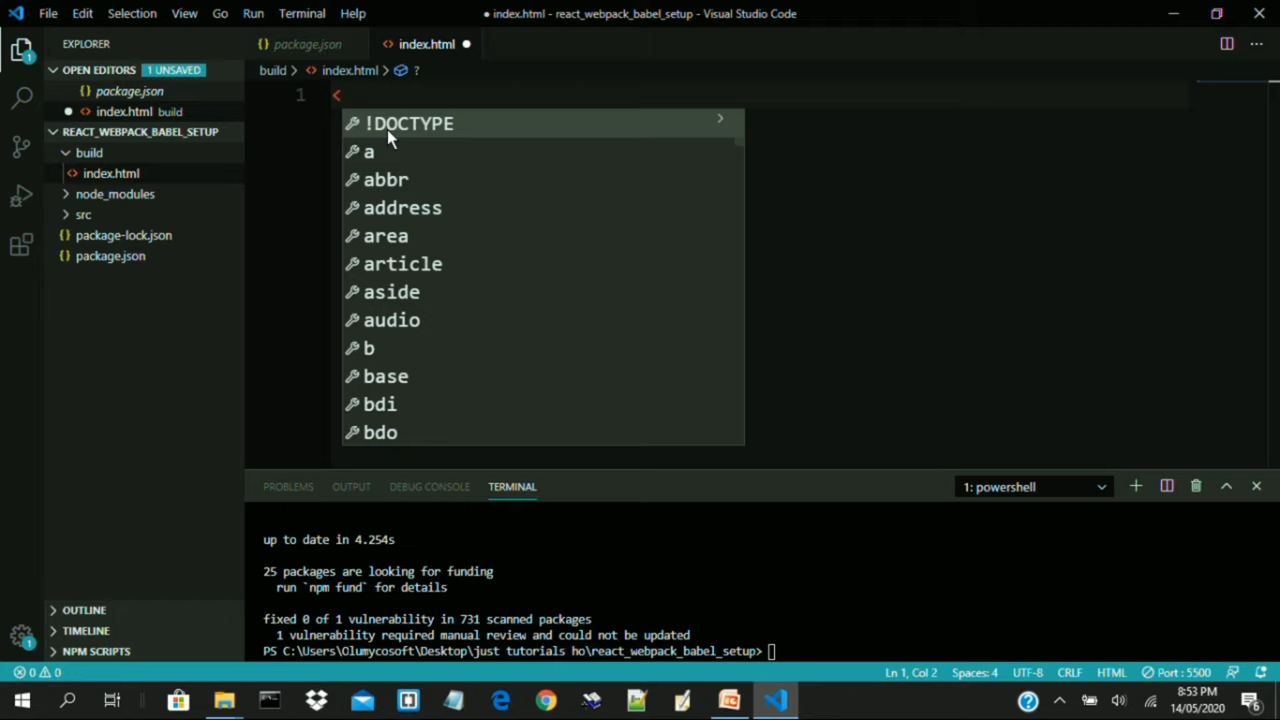 File Edit Selection View Go Run Terminal Help
● index.html - react_webpack_babel_setup - Visual Studio Code
EXPLORER
OPEN EDITORS 1 UNSAVED
{} package.json
● <> index.html build
REACT_WEBPACK_BABEL_SETUP
build
<> index.html
node_modules
src
{} package-lock.json
{} package.json
OUTLINE
TIMELINE
NPM SCRIPTS
{} package.json <> index.html ●
build > <> index.html > ?
1 <
!DOCTYPE
a
abbr
address
area
article
aside
audio
b
base
bdi
bdo
PROBLEMS OUTPUT DEBUG CONSOLE TERMINAL 1: powershell
up to date in 4.254s
25 packages are looking for funding
run `npm fund` for details
fixed 0 of 1 vulnerability in 731 scanned packages
1 vulnerability required manual review and could not be updated
PS C:\Users\Olumycosoft\Desktop\just tutorials ho\react_webpack_babel_setup>
0 0 Ln 1, Col 2 Spaces: 4 UTF-8 CRLF HTML Port : 5500
8:53 PM
14/05/2020
6